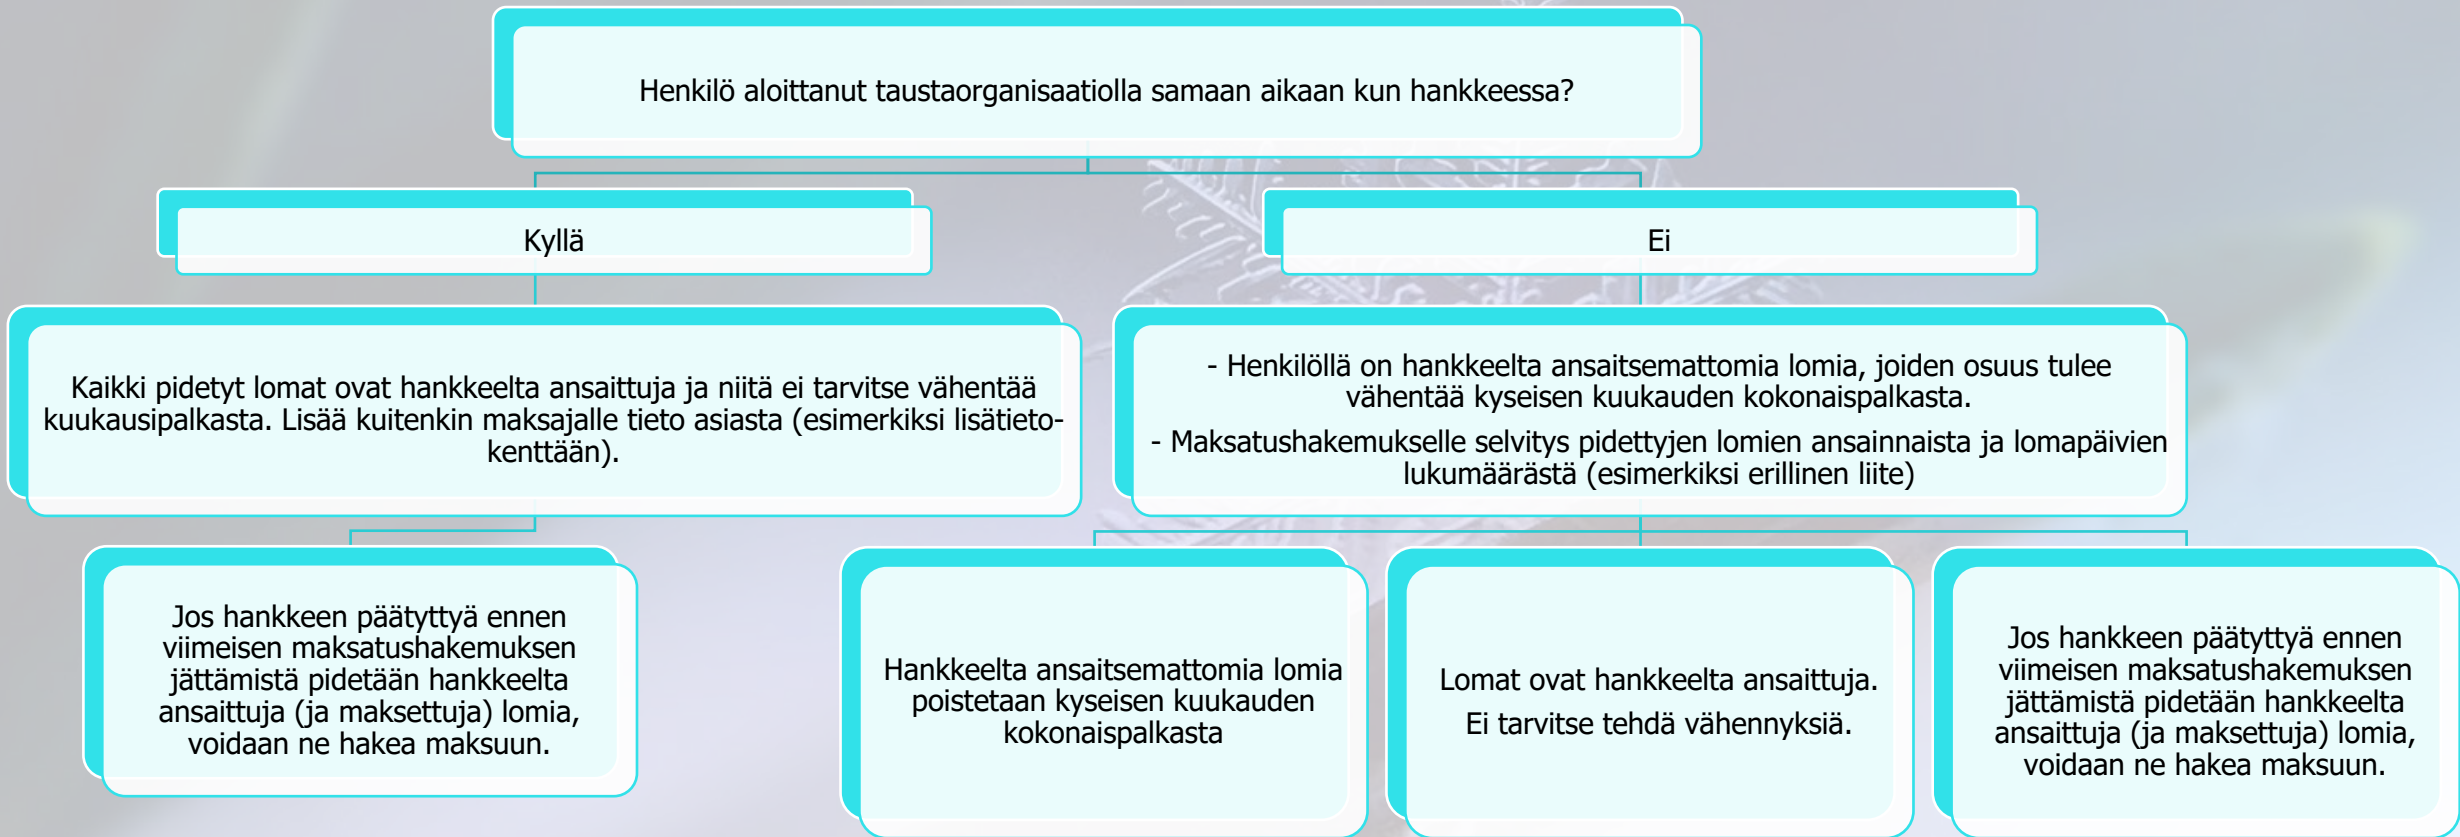 Henkilö aloittanut taustaorganisaatiolla samaan aikaan kun hankkeessa?
Kyllä
Ei
Kaikki pidetyt lomat ovat hankkeelta ansaittuja ja niitä ei tarvitse vähentää
kuukausipalkasta. Lisää kuitenkin maksajalle tieto asiasta (esimerkiksi lisätieto-
kenttään).
- Henkilöllä on hankkeelta ansaitsemattomia lomia, joiden osuus tulee
vähentää kyseisen kuukauden kokonaispalkasta.
- Maksatushakemukselle selvitys pidettyjen lomien ansainnaista ja lomapäivien
lukumäärästä (esimerkiksi erillinen liite)
Jos hankkeen päätyttyä ennen
viimeisen maksatushakemuksen
jättämistä pidetään hankkeelta
ansaittuja (ja maksettuja) lomia,
voidaan ne hakea maksuun.
Hankkeelta ansaitsemattomia lomia
poistetaan kyseisen kuukauden
kokonaispalkasta
Lomat ovat hankkeelta ansaittuja.
Ei tarvitse tehdä vähennyksiä.
Jos hankkeen päätyttyä ennen
viimeisen maksatushakemuksen
jättämistä pidetään hankkeelta
ansaittuja (ja maksettuja) lomia,
voidaan ne hakea maksuun.